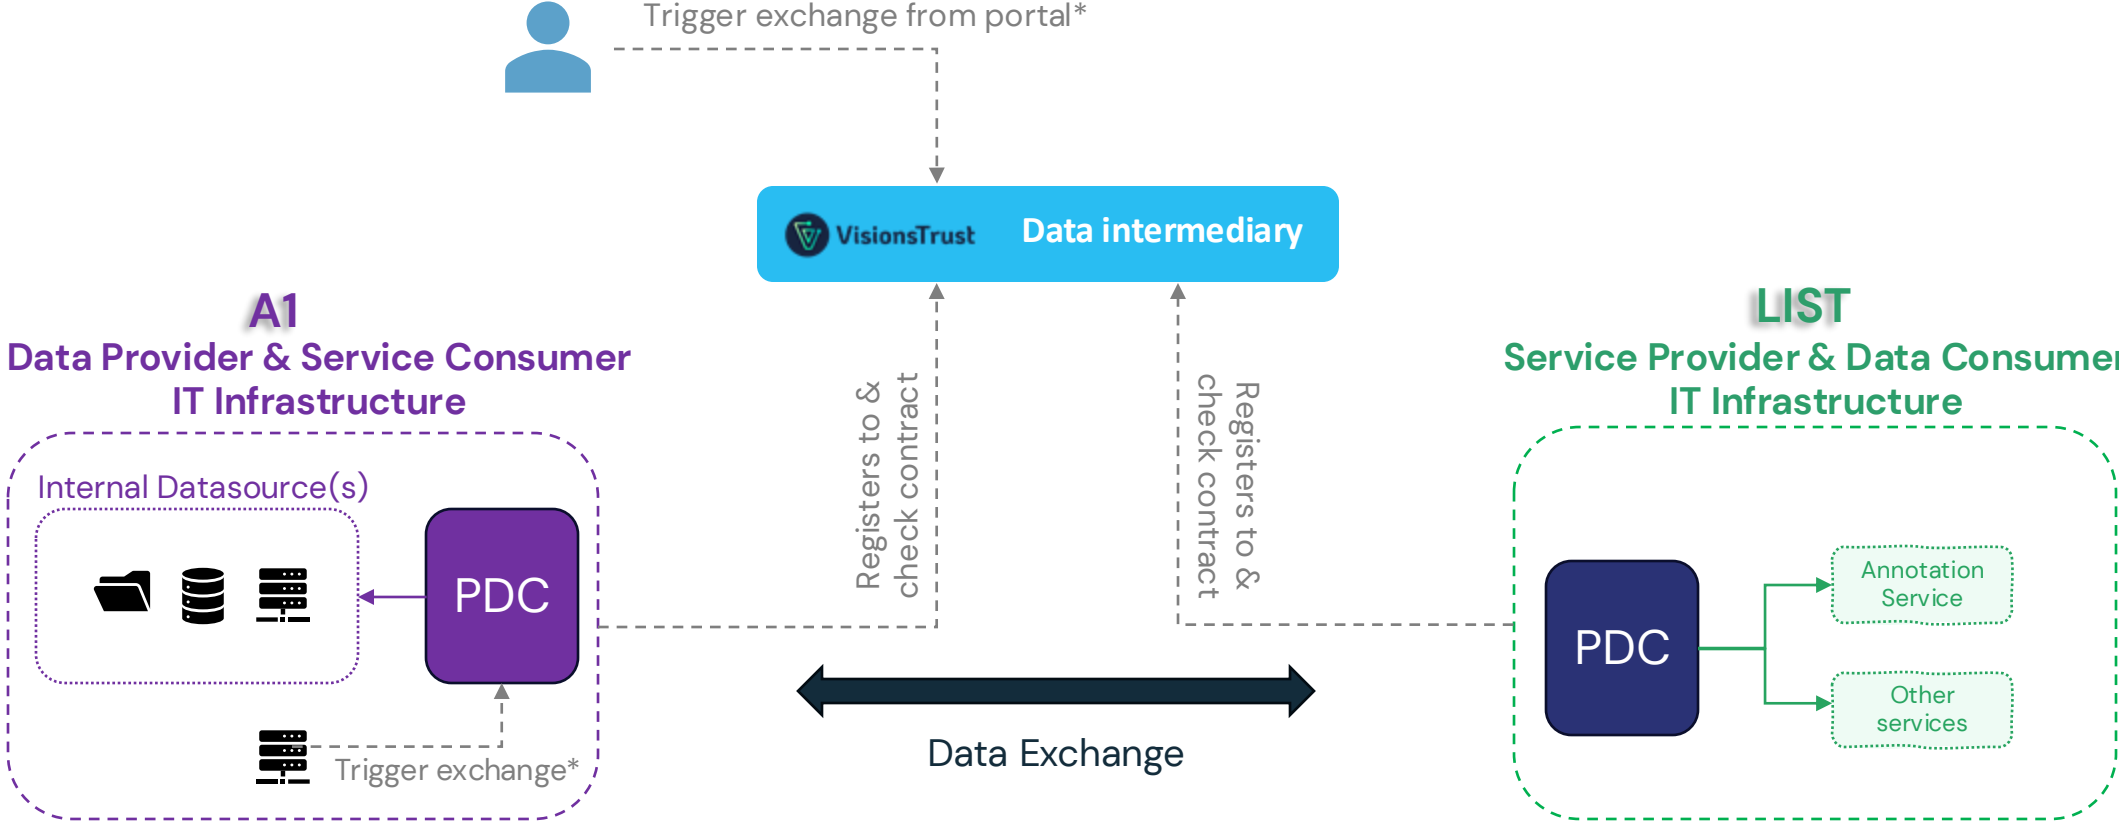 Trigger exchange from portal*
VisionsTrust
Data intermediary
A1
Data Provider & Service Consumer
IT Infrastructure
Internal Datasource(s)
PDC
Trigger exchange*
Registers to &
check contract
Registers to &
check contract
Data Exchange
LIST
Service Provider & Data Consumer
IT Infrastructure
PDC
Annotation
Service
Other
services